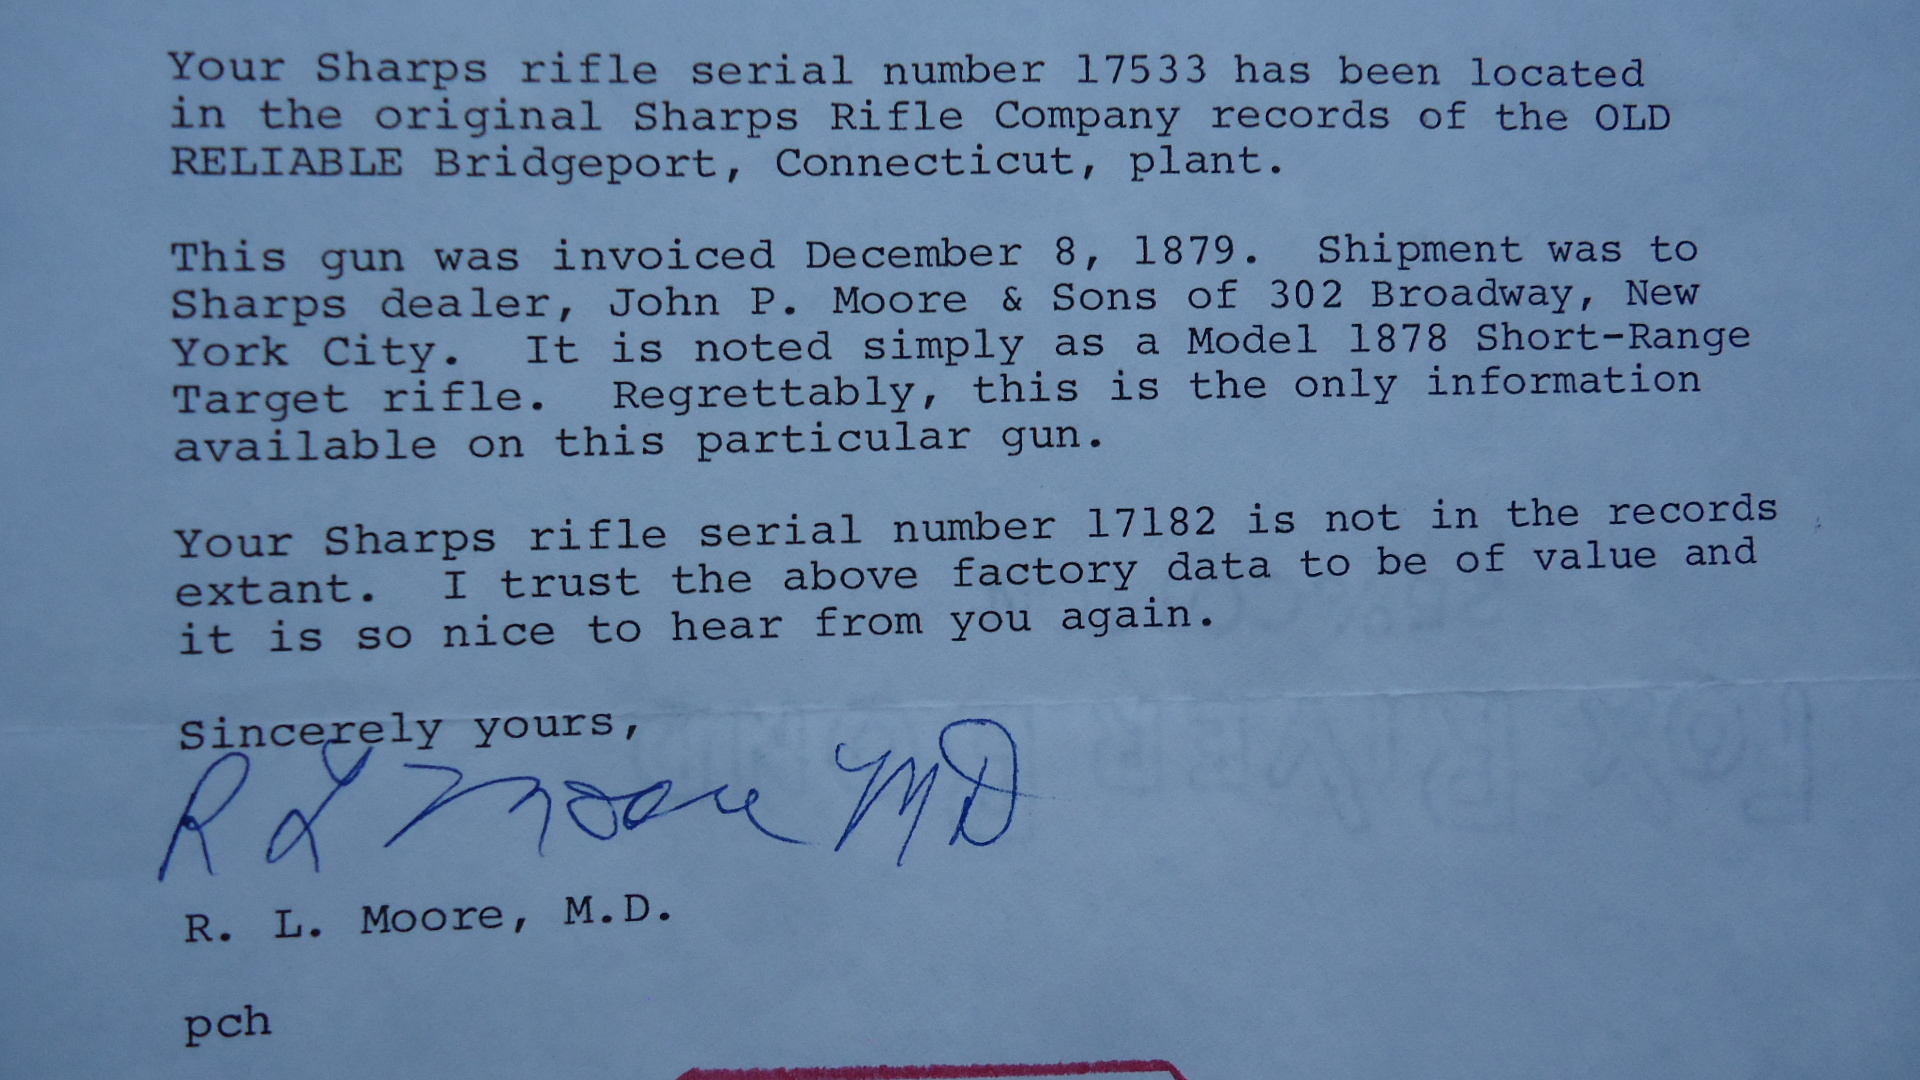 Your Sharps rifle serial number 17533 has been located
in the original Sharps Rifle Company records of the OLD
RELIABLE Bridgeport, Connecticut, plant.
This gun was invoiced December 8, 1879. Shipment was to
Sharps dealer, John P. Moore & Sons of 302 Broadway, New
York City. It is noted simply as a Model 1878 Short-Range
Target rifle. Regrettably, this is the only information
available on this particular gun.
Your Sharps rifle serial number 17182 is not in the records
extant. I trust the above factory data to be of value and
it is so nice to hear from you again.
Sincerely yours,
R L Moore MD
R. L. Moore, M.D.
pch